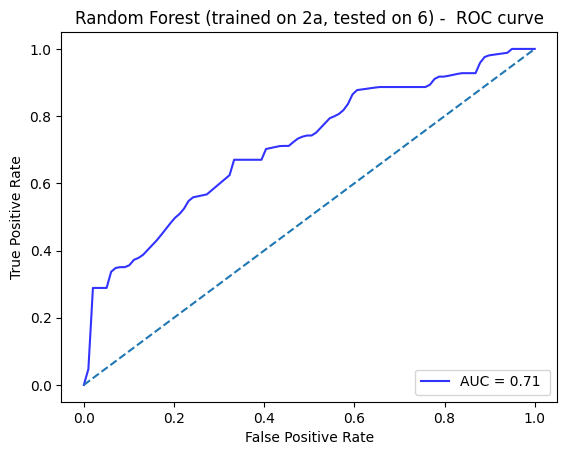 Random Forest (trained on 2a, tested on 6) -  ROC curve
1.0
0.8
0.6
0.4
0.2
0.0
True Positive Rate
AUC = 0.71
0.0 0.2 0.4 0.6 0.8 1.0
False Positive Rate